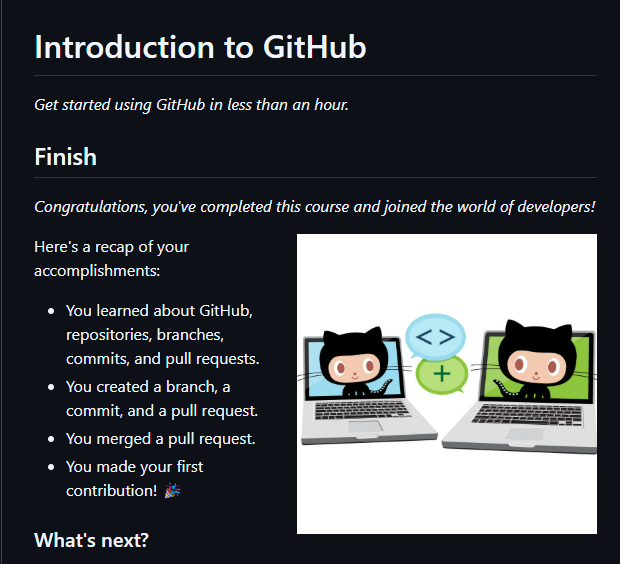 Introduction to GitHub
Get started using GitHub in less than an hour.
Finish
Congratulations, you've completed this course and joined the world of developers!
Here's a recap of your
accomplishments:
• You learned about GitHub,
repositories, branches,
commits, and pull requests.
• You created a branch, a
commit, and a pull request.
• You merged a pull request.
• You made your first
contribution! 🎉
< >
+
What's next?